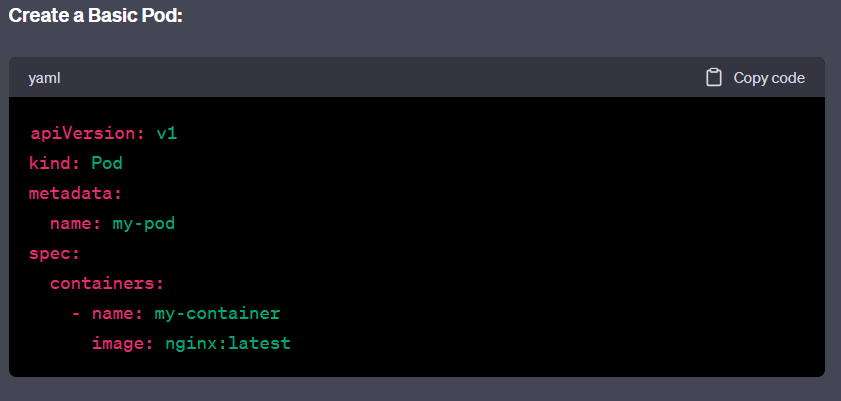 Create a Basic Pod:
yaml
Copy code
apiVersion: v1
kind: Pod
metadata:
  name: my-pod
spec:
  containers:
    - name: my-container
      image: nginx:latest